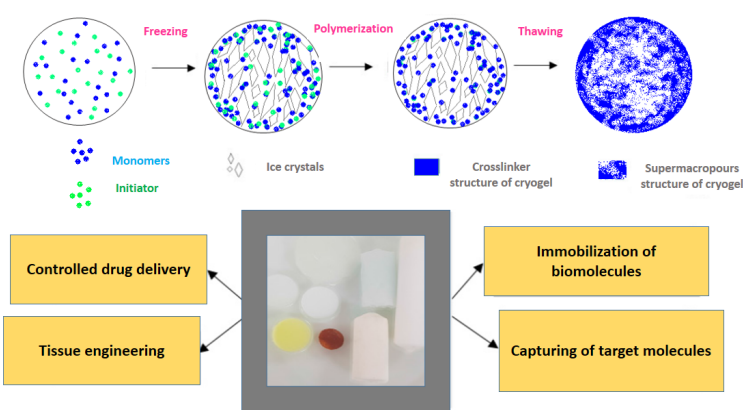 Freezing
Polymerization
Thawing
Monomers
Initiator
Ice crystals
Crosslinker
structure of cryogel
Supermacropours
structure of cryogel
Controlled drug delivery
Tissue engineering
Immobilization of
biomolecules
Capturing of target molecules